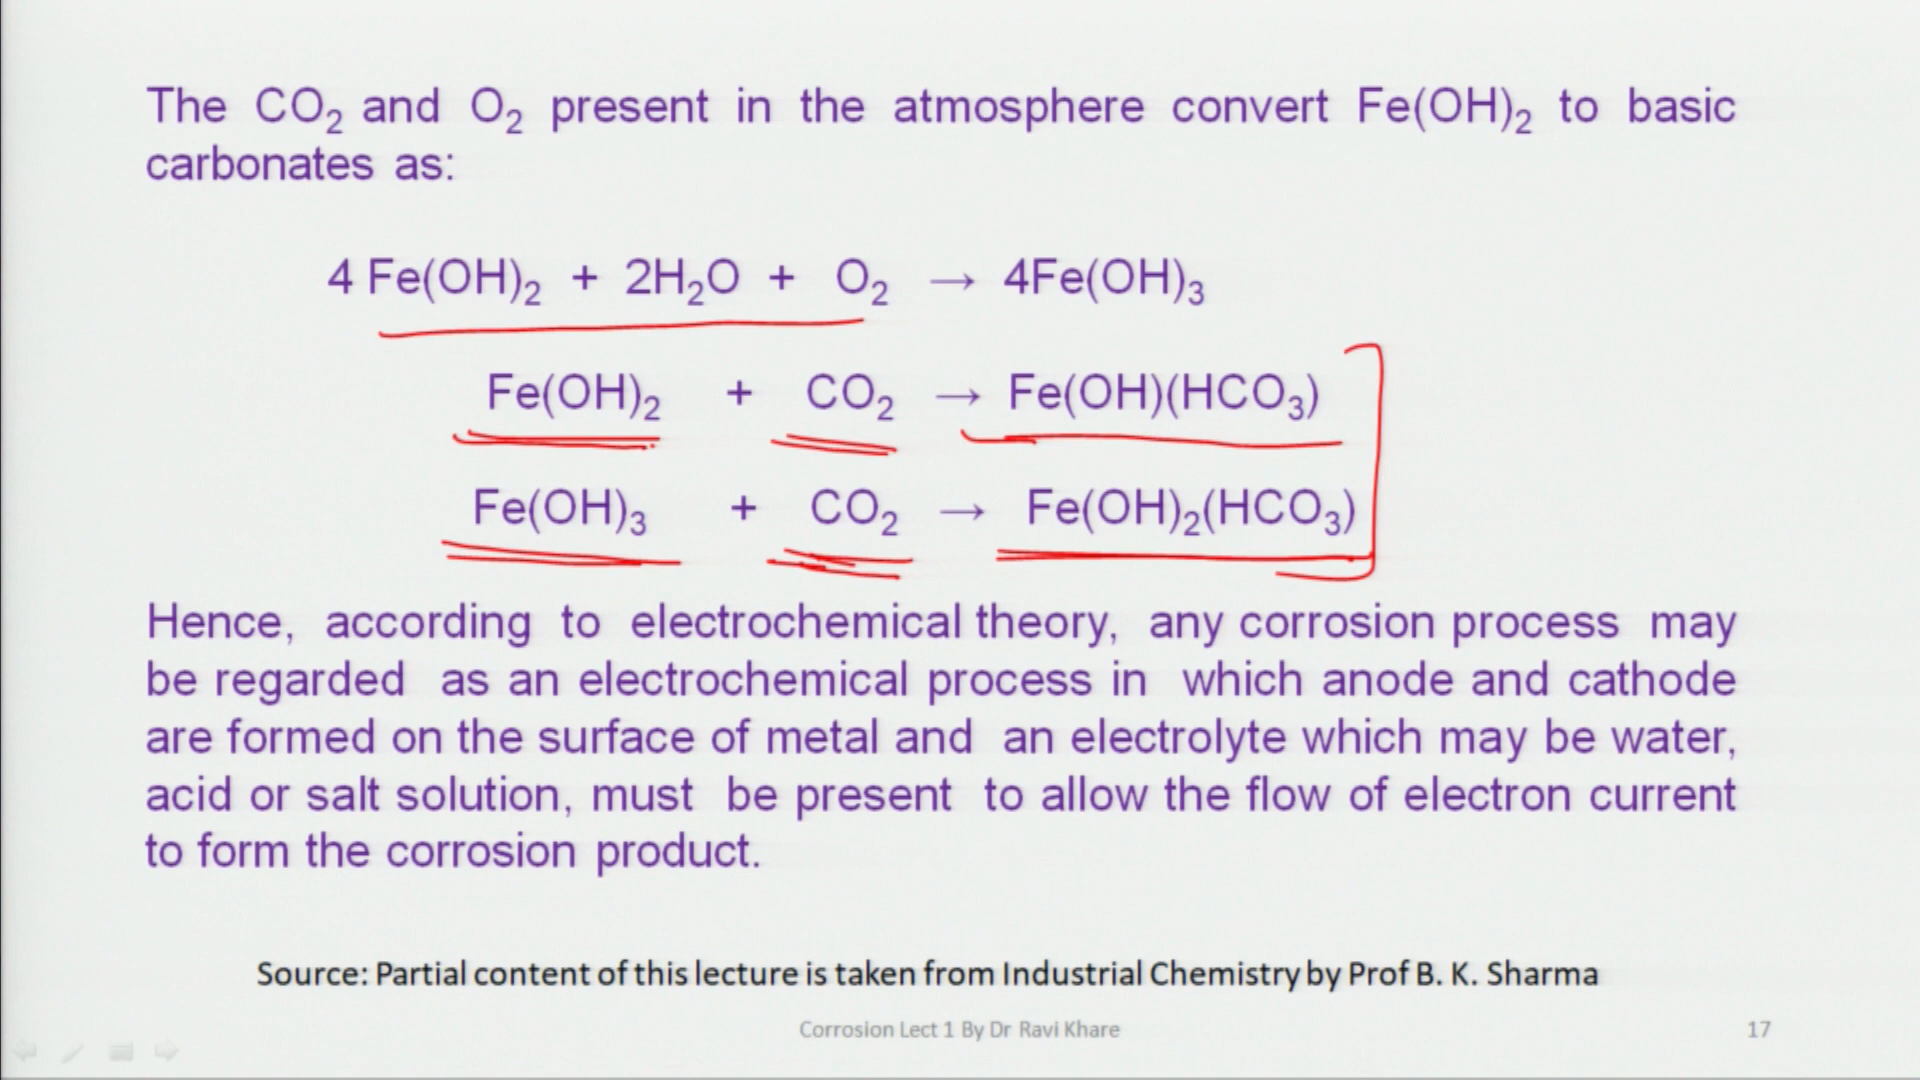 The CO₂ and O₂ present in the atmosphere convert Fe(OH)₂ to basic
carbonates as:
4 Fe(OH)₂ + 2H₂O + O₂ → 4Fe(OH)₃
Fe(OH)₂ + CO₂ → Fe(OH)(HCO₃)
Fe(OH)₃ + CO₂ → Fe(OH)₂(HCO₃)
Hence, according to electrochemical theory, any corrosion process may
be regarded as an electrochemical process in which anode and cathode
are formed on the surface of metal and an electrolyte which may be water,
acid or salt solution, must be present to allow the flow of electron current
to form the corrosion product.
Source: Partial content of this lecture is taken from Industrial Chemistry by Prof B. K. Sharma
Corrosion Lect 1 By Dr Ravi Khare
17